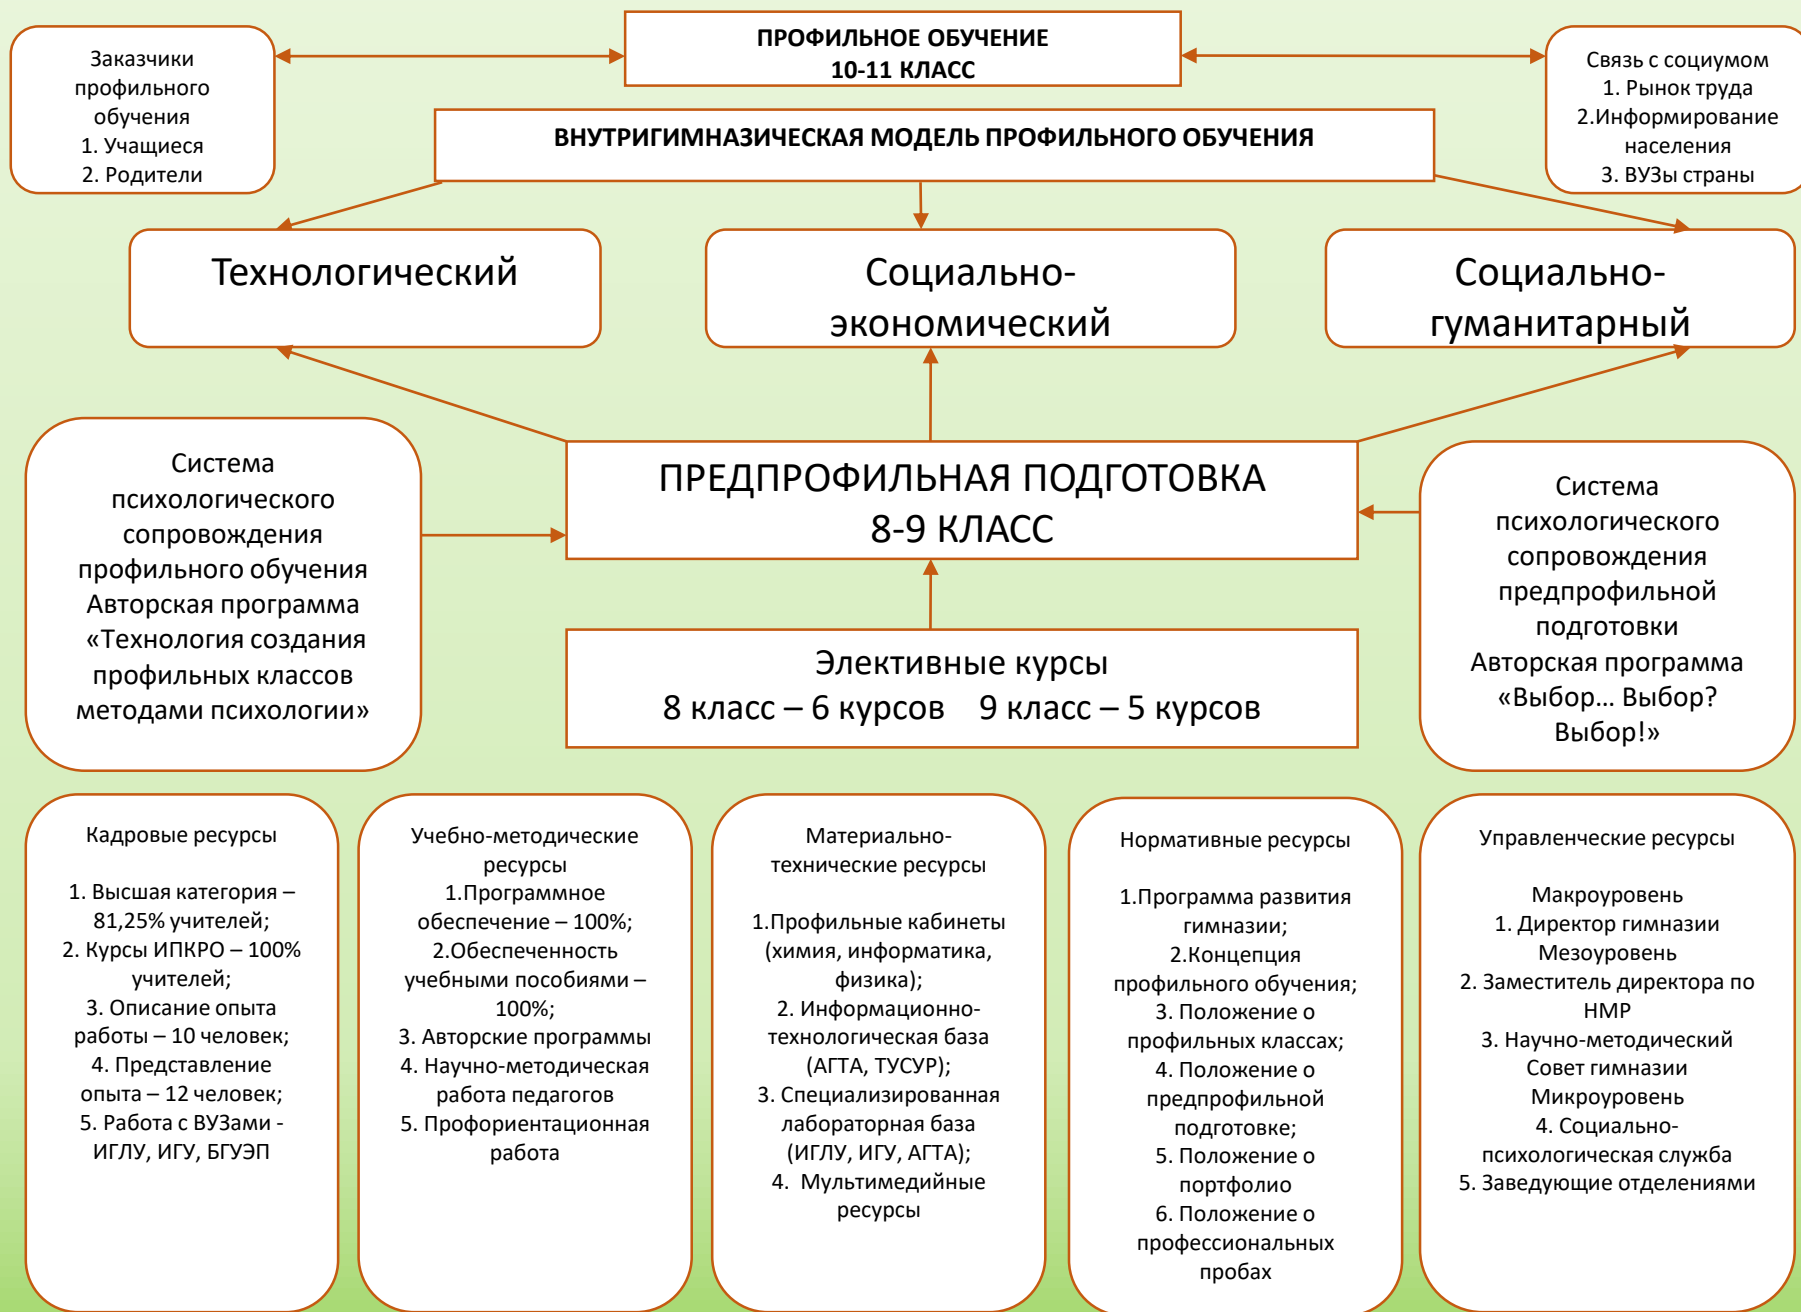 Заказчики
профильного
обучения
1. Учащиеся
2. Родители
ПРОФИЛЬНОЕ ОБУЧЕНИЕ
10-11 КЛАСС
Связь с социумом
1. Рынок труда
2.Информирование
населения
3. ВУЗы страны
ВНУТРИГИМНАЗИЧЕСКАЯ МОДЕЛЬ ПРОФИЛЬНОГО ОБУЧЕНИЯ
Технологический
Социально-
экономический
Социально-
гуманитарный
Система
психологического
сопровождения
профильного обучения
Авторская программа
«Технология создания
профильных классов
методами психологии»
ПРЕДПРОФИЛЬНАЯ ПОДГОТОВКА
8-9 КЛАСС
Система
психологического
сопровождения
предпрофильной
подготовки
Авторская программа
«Выбор... Выбор?
Выбор!»
Элективные курсы
8 класс – 6 курсов 9 класс – 5 курсов
Кадровые ресурсы
1. Высшая категория –
81,25% учителей;
2. Курсы ИПКРО – 100%
учителей;
3. Описание опыта
работы – 10 человек;
4. Представление
опыта – 12 человек;
5. Работа с ВУЗами -
ИГЛУ, ИГУ, БГУЭП
Учебно-методические
ресурсы
1.Программное
обеспечение – 100%;
2.Обеспеченность
учебными пособиями –
100%;
3. Авторские программы
4. Научно-методическая
работа педагогов
5. Профориентационная
работа
Материально-
технические ресурсы
1.Профильные кабинеты
(химия, информатика,
физика);
2. Информационно-
технологическая база
(АГТА, ТУСУР);
3. Специализированная
лабораторная база
(ИГЛУ, ИГУ, АГТА);
4. Мультимедийные
ресурсы
Нормативные ресурсы
1.Программа развития
гимназии;
2.Концепция
профильного обучения;
3. Положение о
профильных классах;
4. Положение о
предпрофильной
подготовке;
5. Положение о
портфолио
6. Положение о
профессиональных
пробах
Управленческие ресурсы
Макроуровень
1. Директор гимназии
Мезоуровень
2. Заместитель директора по
НМР
3. Научно-методический
Совет гимназии
Микроуровень
4. Социально-
психологическая служба
5. Заведующие отделениями